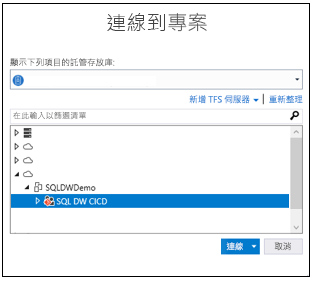 連線到專案
顯示下列項目的託管存放庫:
新增 TFS 伺服器 | 重新整理
在此輸入以篩選清單
SQLDWDemo
SQL DW CICD
連線 取消